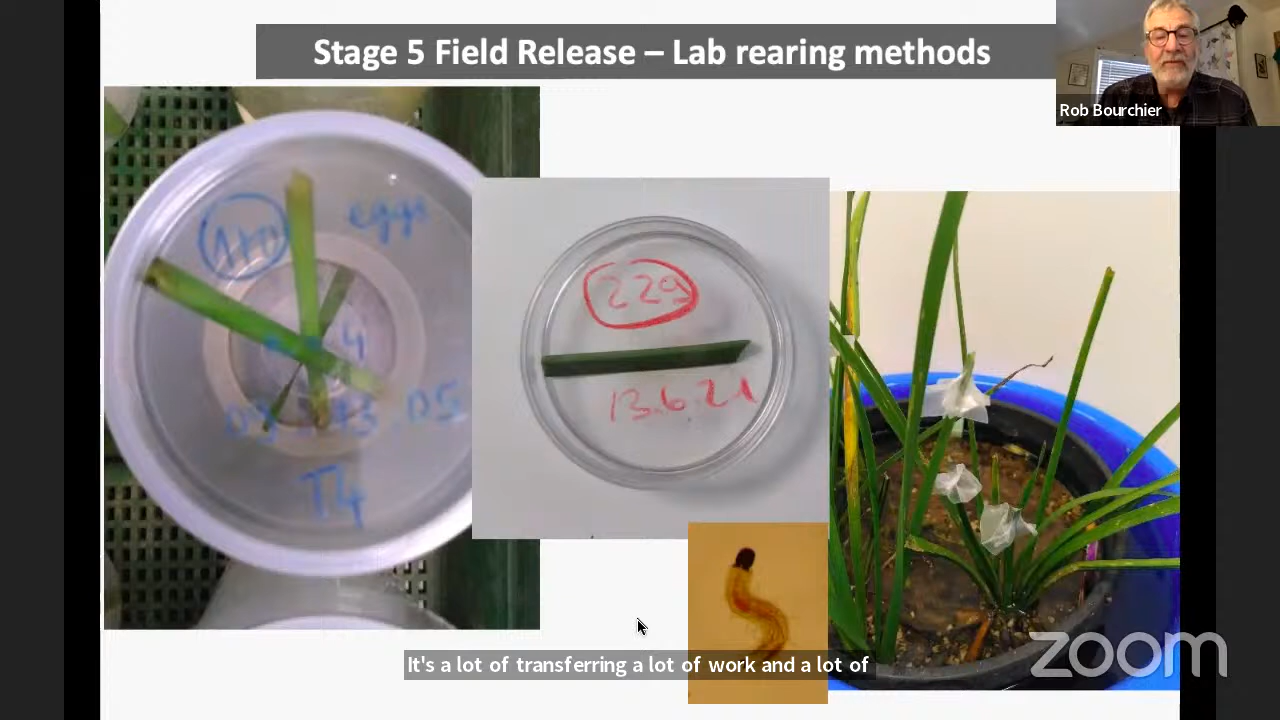 Stage 5 Field Release – Lab rearing methods
Rob Bourchier
eggs
229
13.6.21
T4
It's a lot of transferring a lot of work and a lot of
zoom